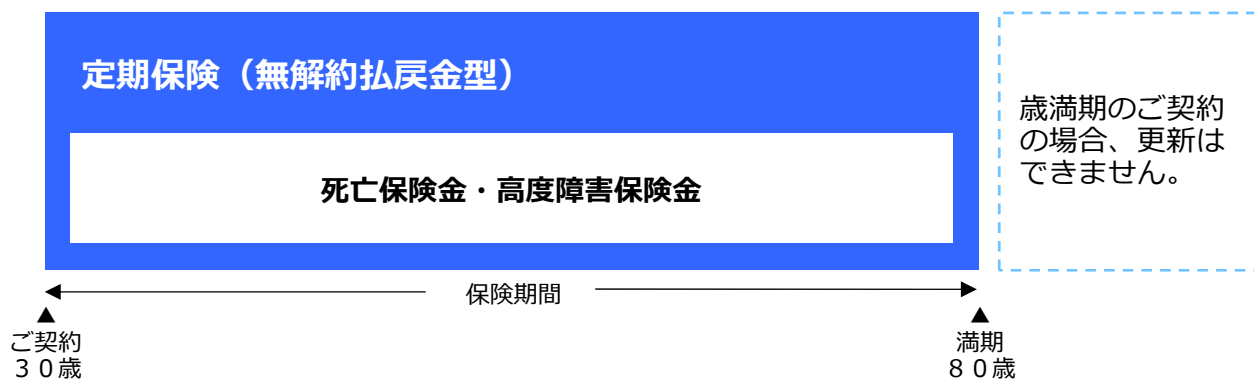 定期保険（無解約払戻金型）
死亡保険金・高度障害保険金
歳満期のご契約
の場合、更新は
できません。
保険期間
▲
ご契約
３０歳
▲
満期
８０歳